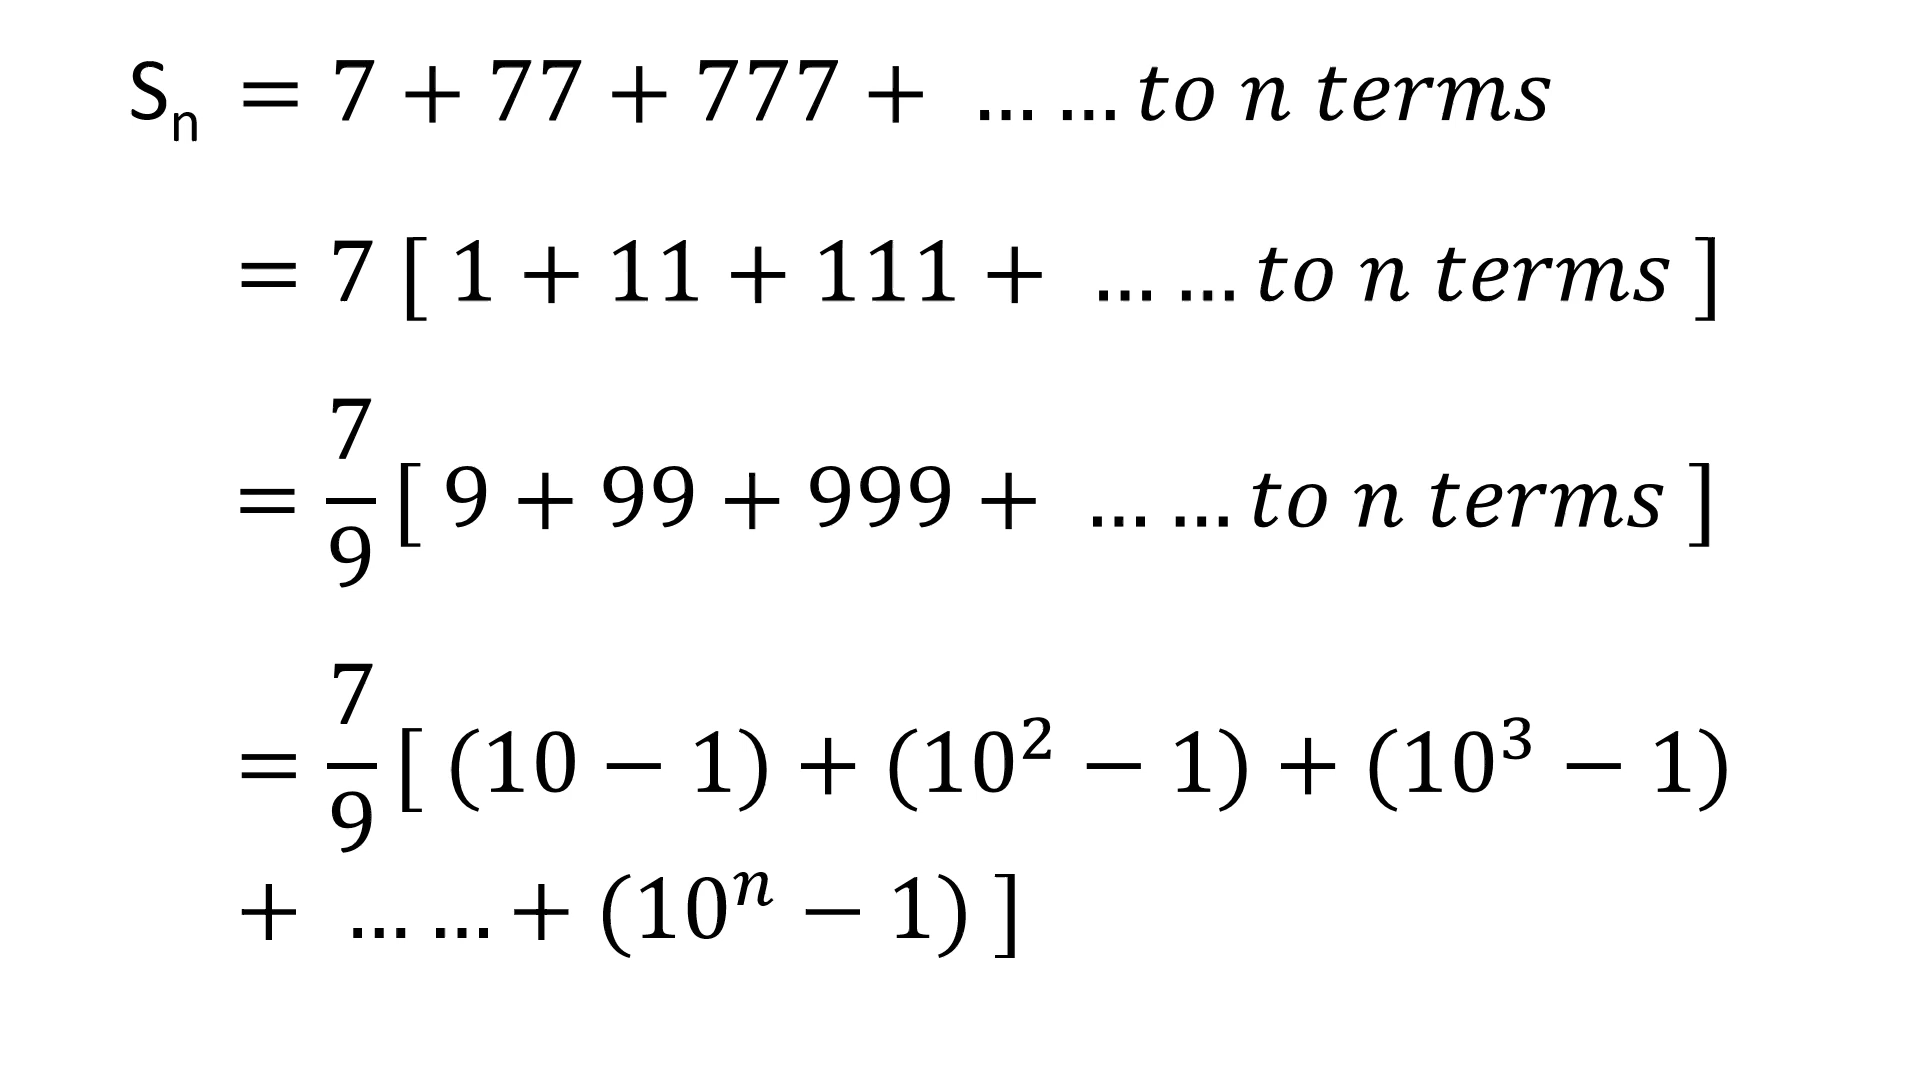 Sₙ = 7 + 77 + 777 + … … to n terms
= 7 [ 1 + 11 + 111 + … … to n terms ]
= 7/9 [ 9 + 99 + 999 + … … to n terms ]
= 7/9 [ (10 − 1) + (10² − 1) + (10³ − 1)
+ … … + (10ⁿ − 1) ]